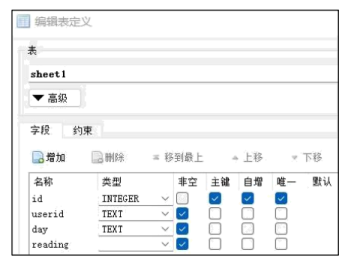 编辑表定义
表
sheet1
▼ 高级
字段 约束
增加 删除 移到最上 上移 下移
名称 类型 非空 主键 自增 唯一 默认
id INTEGER
userid TEXT
day TEXT
reading